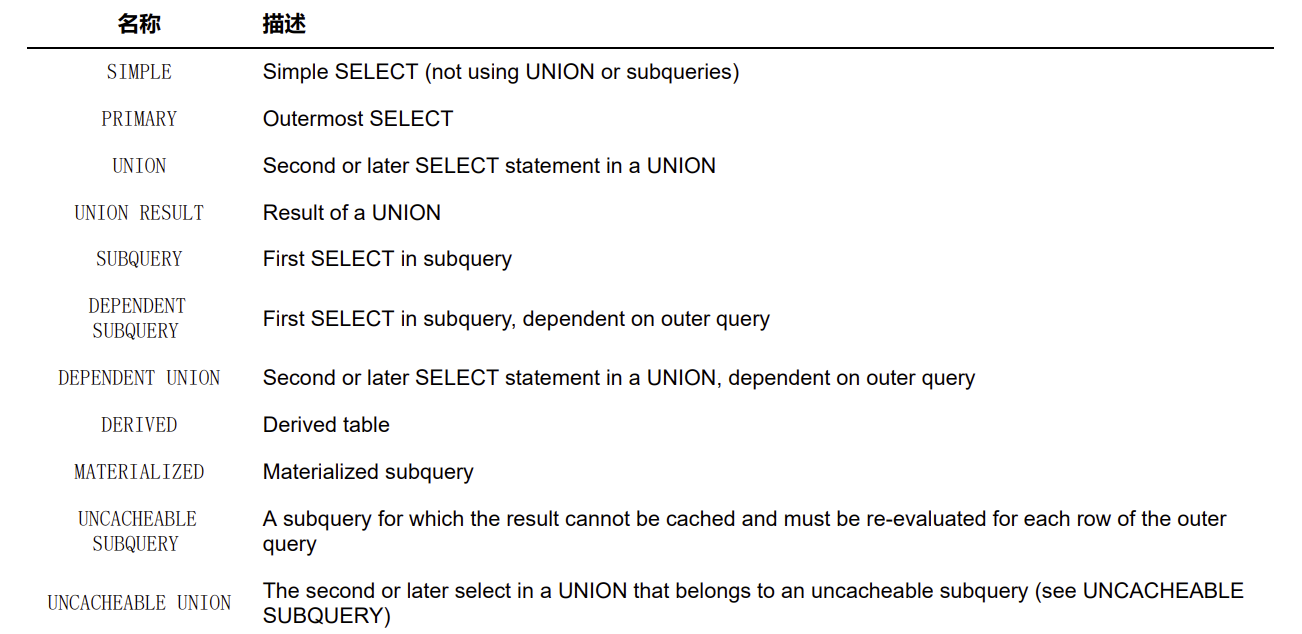 名称 描述
SIMPLE Simple SELECT (not using UNION or subqueries)
PRIMARY Outermost SELECT
UNION Second or later SELECT statement in a UNION
UNION RESULT Result of a UNION
SUBQUERY First SELECT in subquery
DEPENDENT
SUBQUERY
First SELECT in subquery, dependent on outer query
DEPENDENT UNION Second or later SELECT statement in a UNION, dependent on outer query
DERIVED Derived table
MATERIALIZED Materialized subquery
UNCACHEABLE
SUBQUERY
A subquery for which the result cannot be cached and must be re-evaluated for each row of the outer
query
UNCACHEABLE UNION
The second or later select in a UNION that belongs to an uncacheable subquery (see UNCACHEABLE
SUBQUERY)